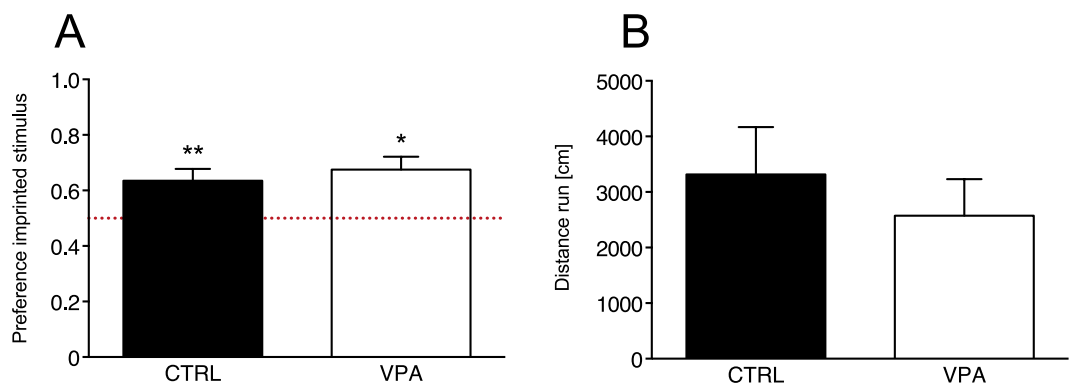 A
Preference imprinted stimulus
1.0
0.8
0.6
0.4
0.2
0
**
*
CTRL
VPA
B
Distance run [cm]
5000
4000
3000
2000
1000
0
CTRL
VPA